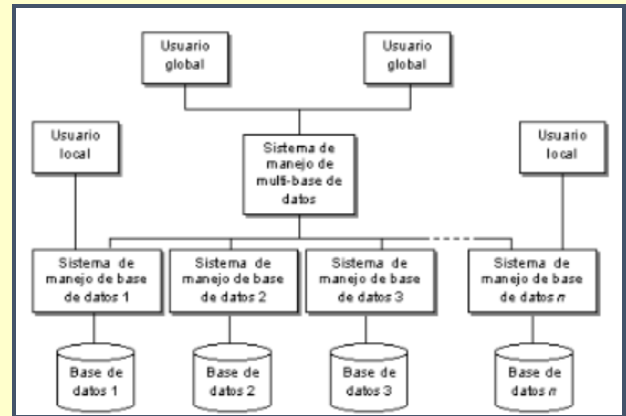 Usuario
global
Usuario
global
Usuario
local
Usuario
local
Sistema de
manejo de
multi-base de
datos
Sistema de
manejo de base
de datos 1
Sistema de
manejo de base
de datos 2
Sistema de
manejo de base
de datos 3
Sistema de
manejo de base
de datos n
Base de
datos 1
Base de
datos 2
Base de
datos 3
Base de
datos n